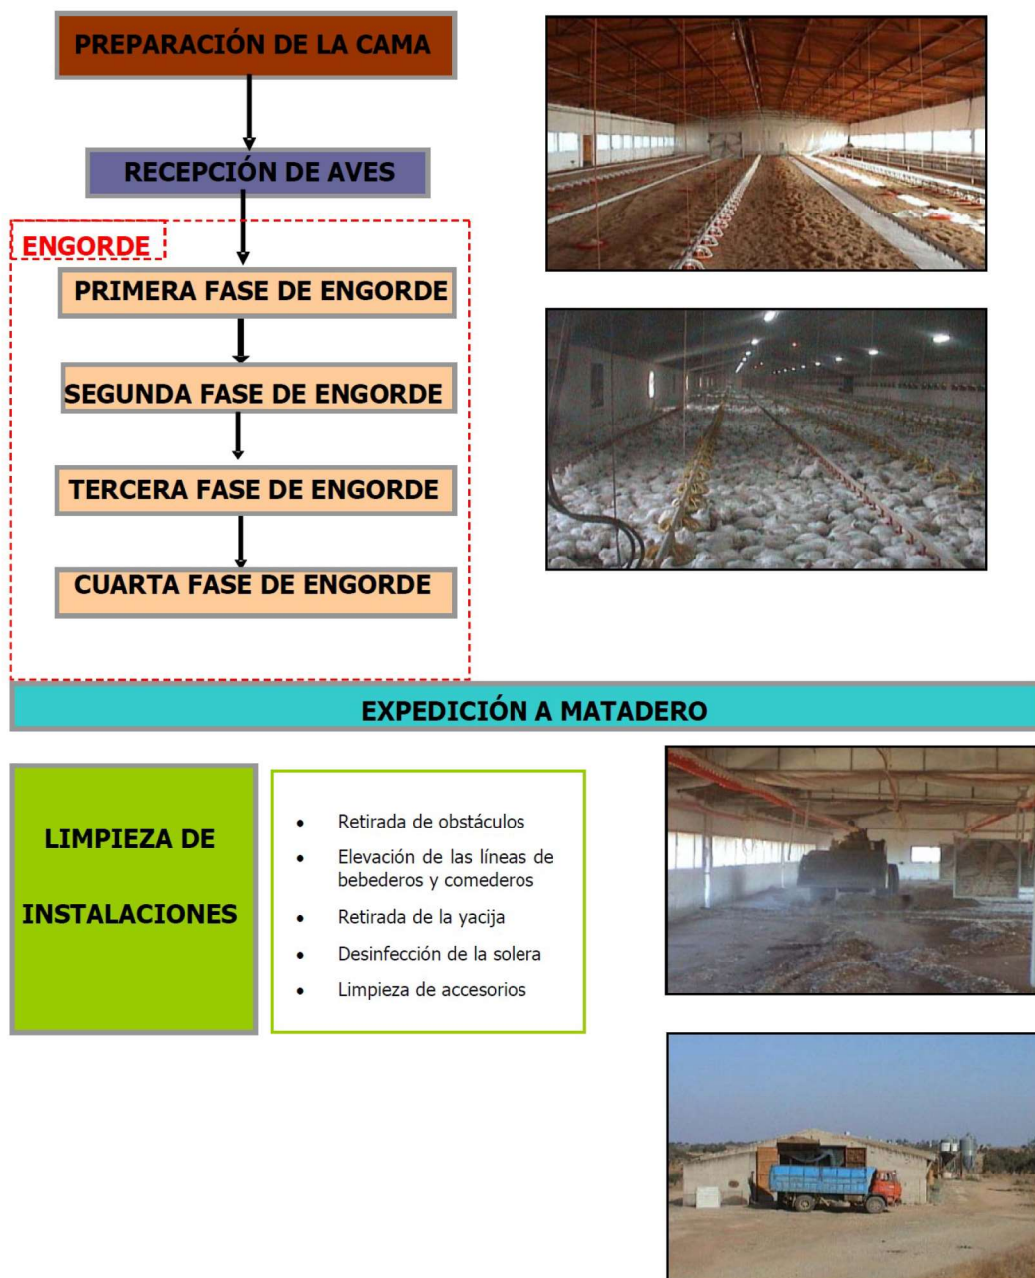 PREPARACIÓN DE LA CAMA
RECEPCIÓN DE AVES
ENGORDE
PRIMERA FASE DE ENGORDE
SEGUNDA FASE DE ENGORDE
TERCERA FASE DE ENGORDE
CUARTA FASE DE ENGORDE
EXPEDICIÓN A MATADERO
LIMPIEZA DE
INSTALACIONES
• Retirada de obstáculos
• Elevación de las líneas de
bebederos y comederos
• Retirada de la yacija
• Desinfección de la solera
• Limpieza de accesorios